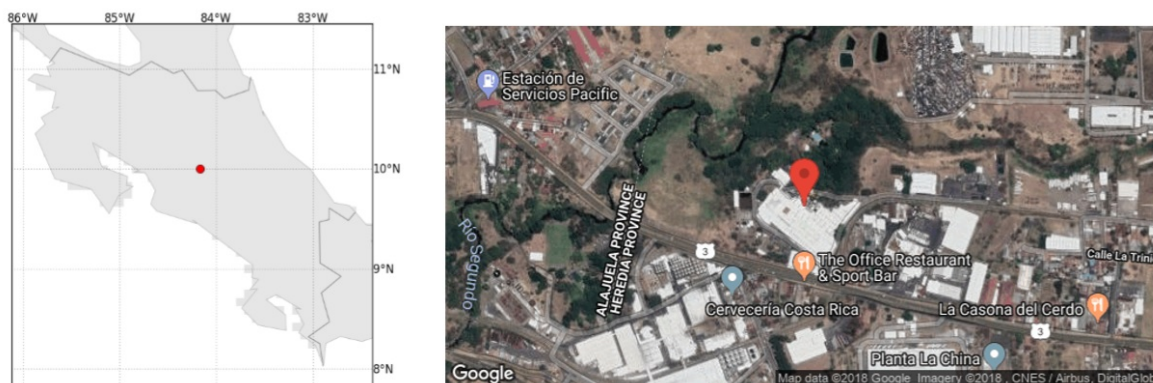 86°W
85°W
84°W
83°W
11°N
10°N
9°N
8°N
Estación de
Servicios Pacific
ALAJUELA PROVINCE
HEREDIA PROVINCE
Río Segundo
3
The Office Restaurant
& Sport Bar
Cervecería Costa Rica
Calle La Trini
La Casona del Cerdo
3
Planta La China
Google
Map data ©2018 Google Imagery ©2018 , CNES / Airbus, DigitalGlob